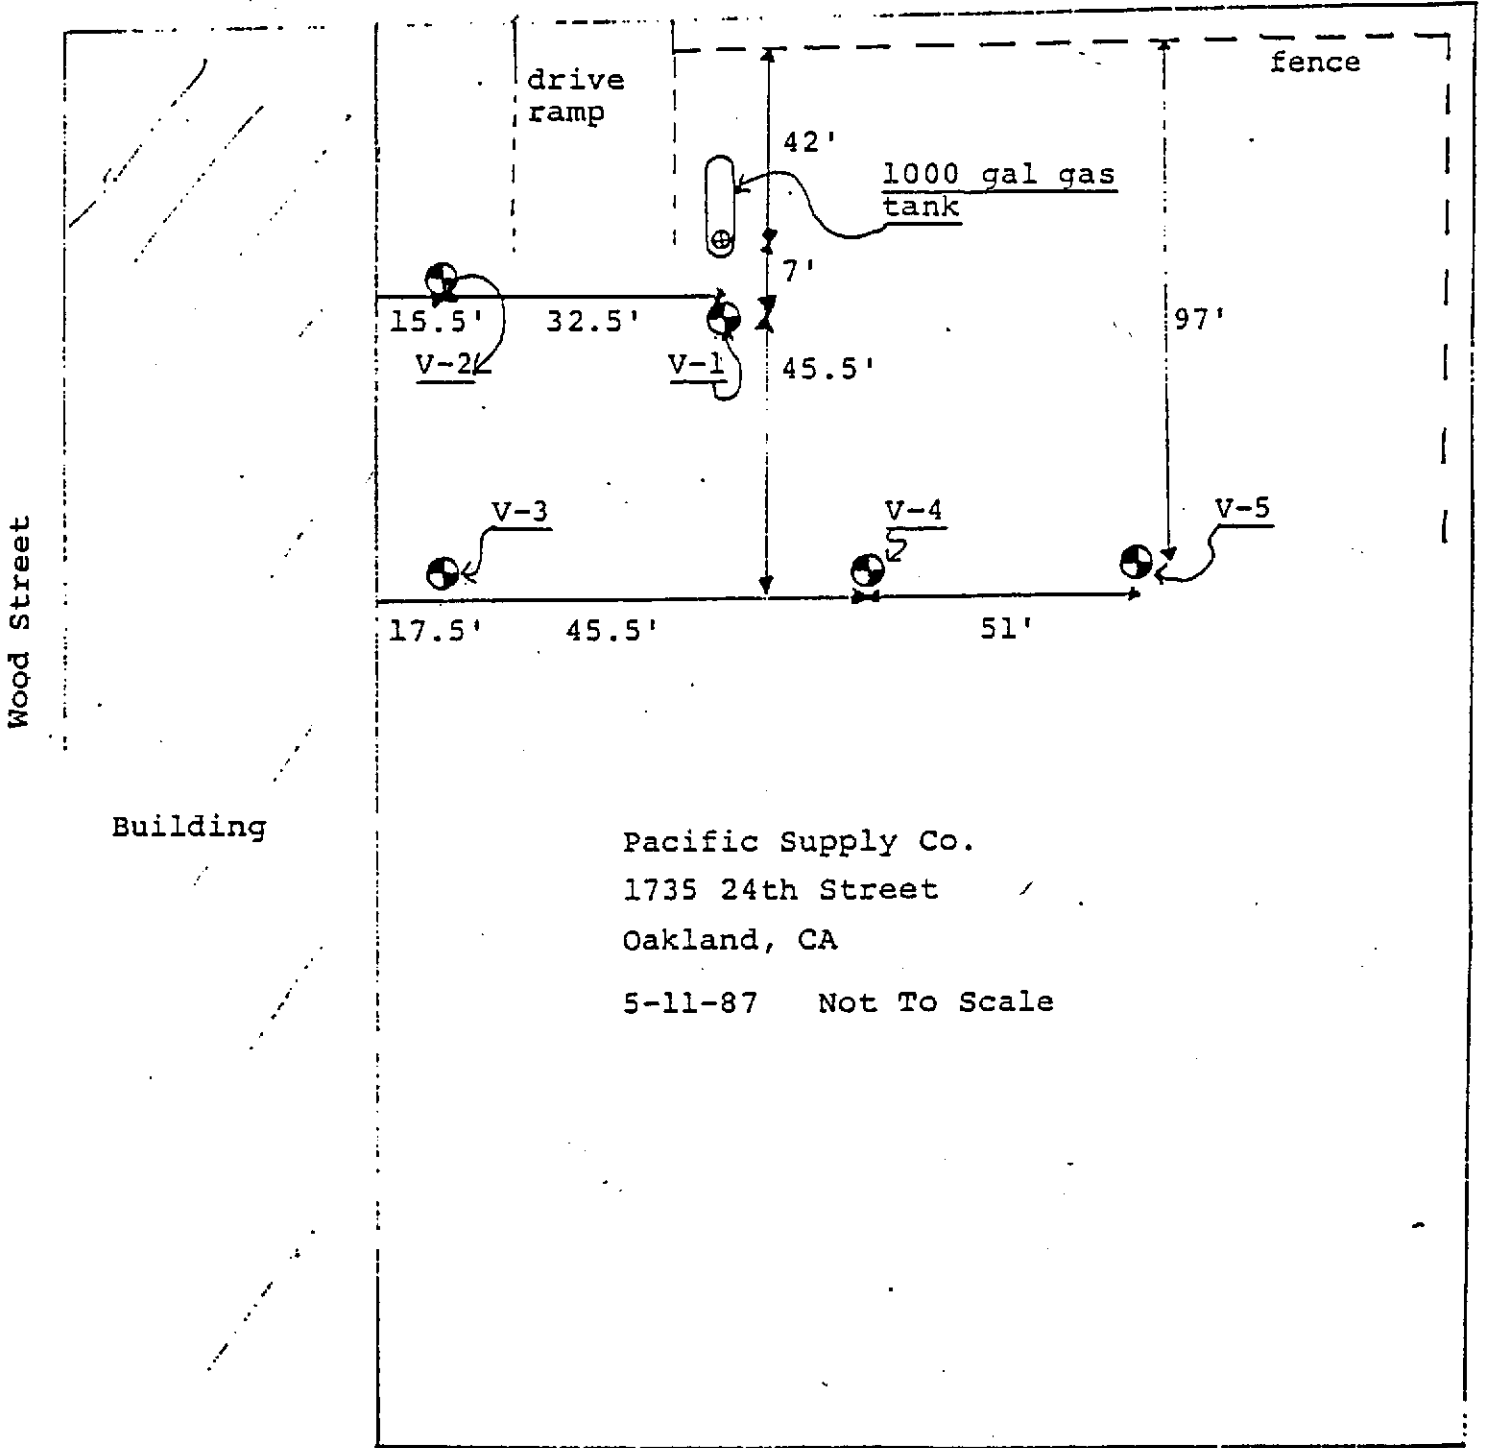 drive
ramp
fence
42'
1000 gal gas
tank
7'
15.5'
32.5'
97'
V-2
V-1
45.5'
V-3
V-4
V-5
17.5'
45.5'
51'
Wood Street
Building
Pacific Supply Co.
1735 24th Street
Oakland, CA
5-11-87 Not To Scale